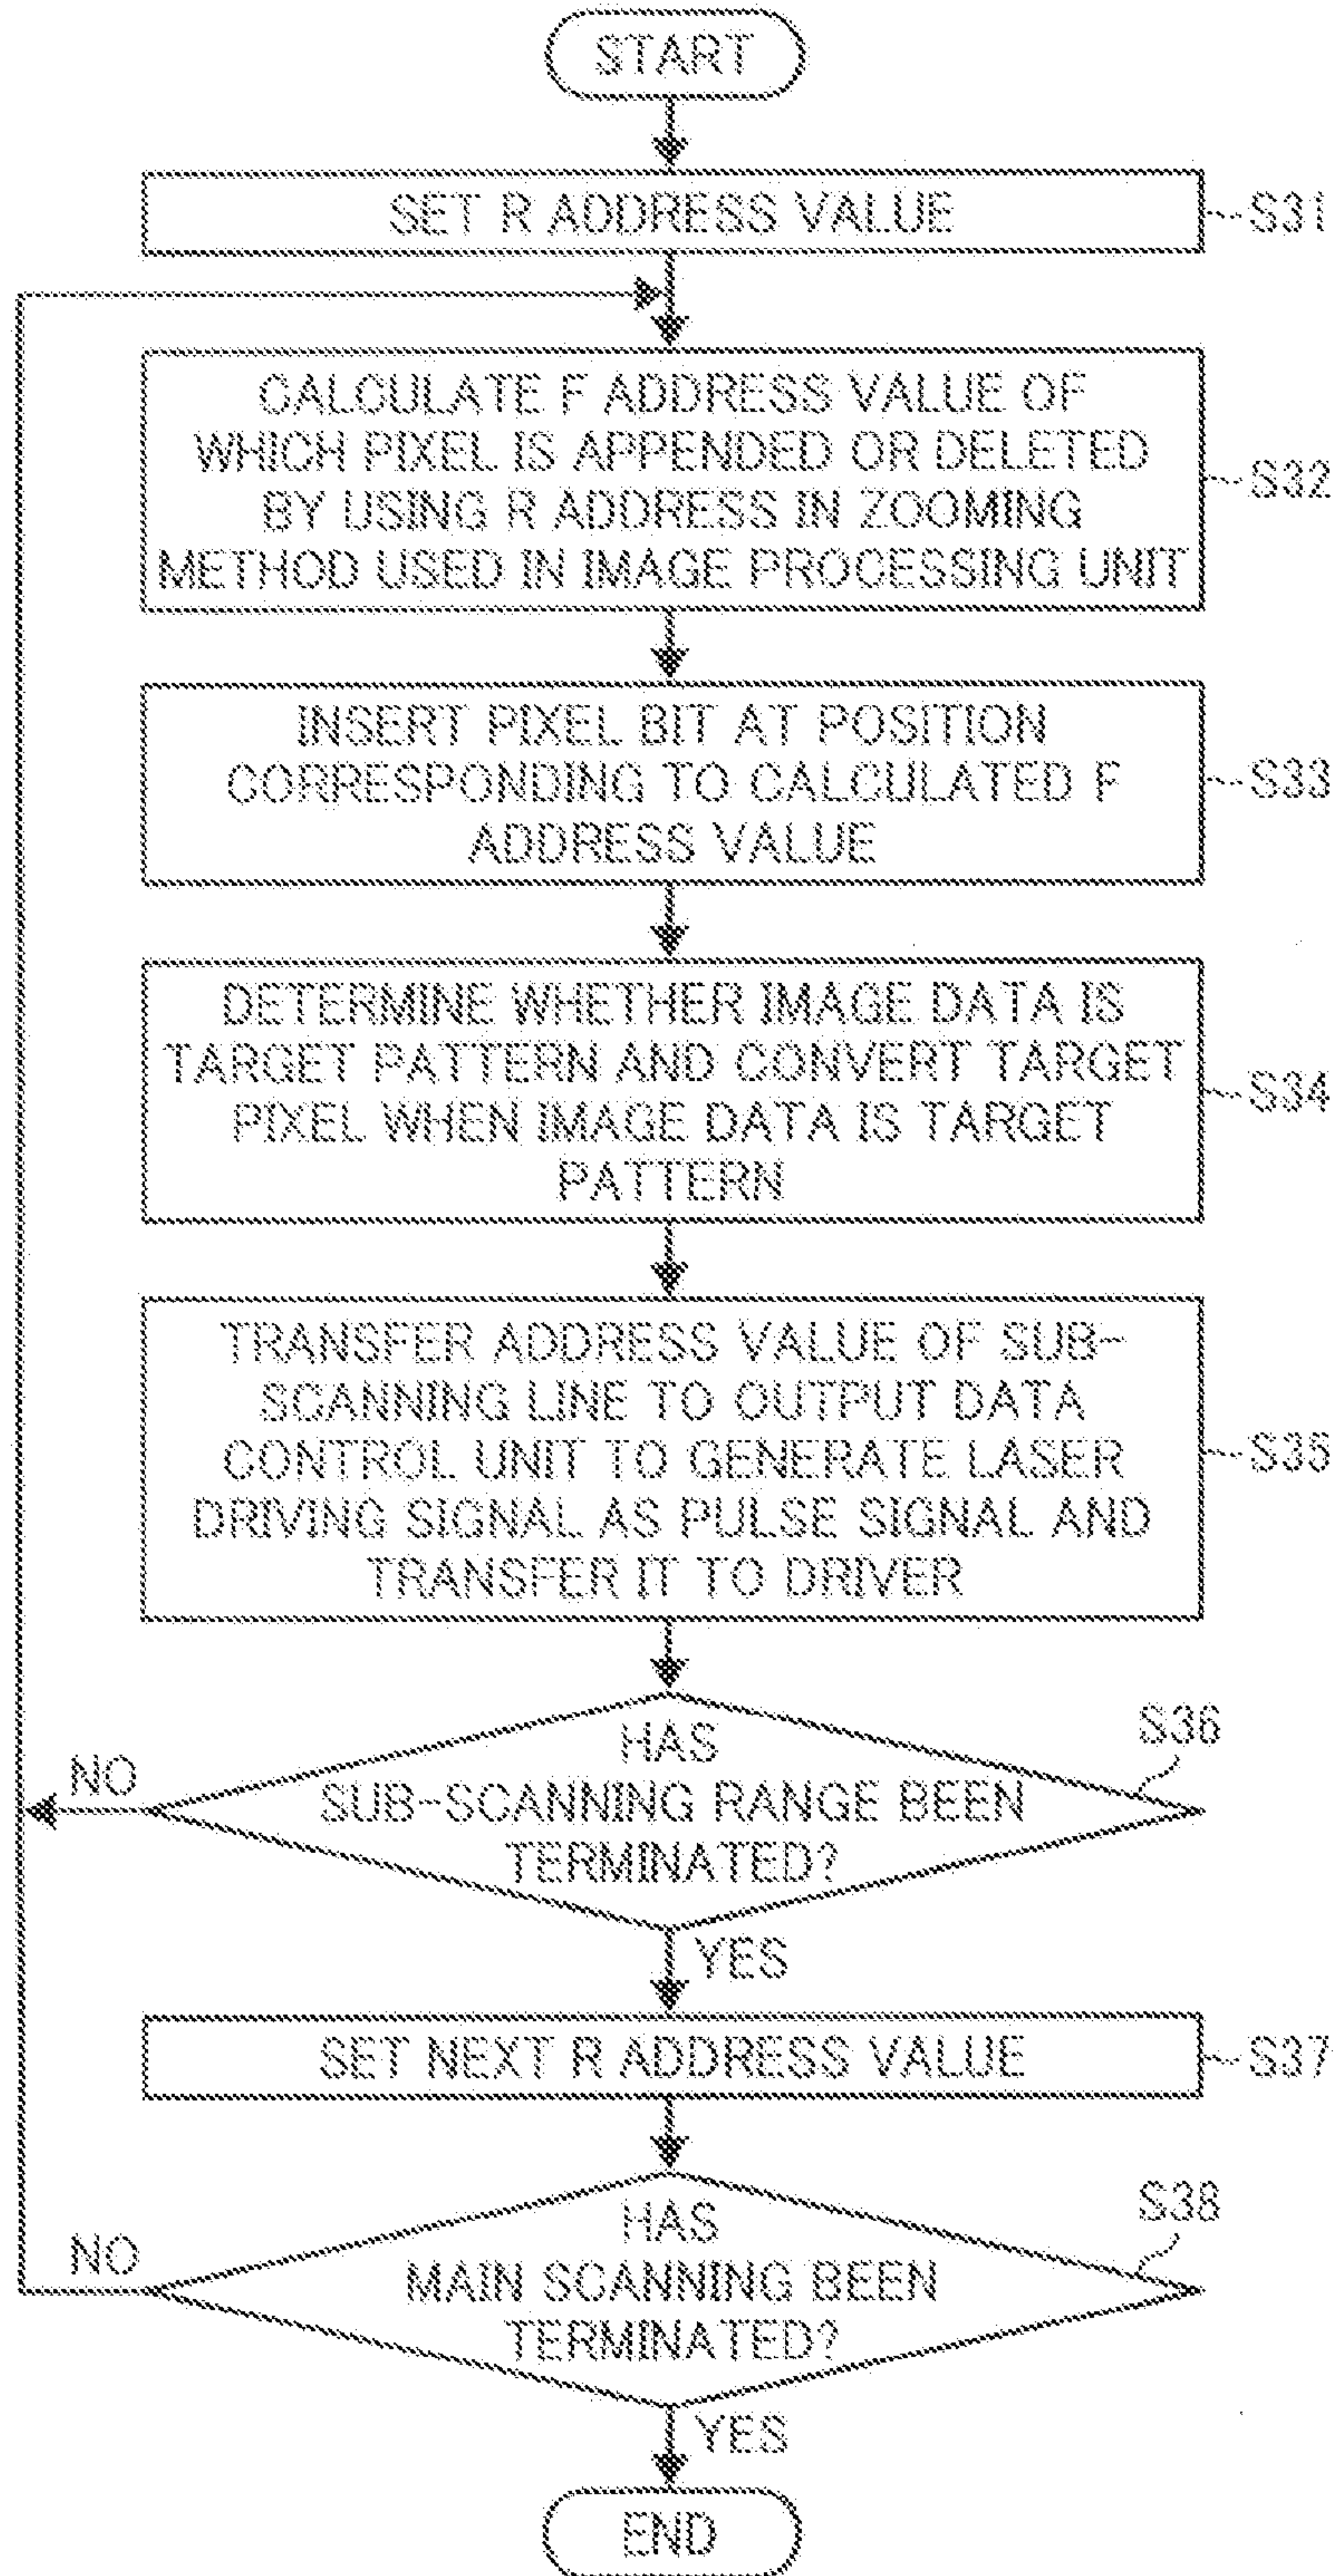 START
SET R ADDRESS VALUE
S31
CALCULATE F ADDRESS VALUE OF
WHICH PIXEL IS APPENDED OR DELETED
BY USING R ADDRESS IN ZOOMING
METHOD USED IN IMAGE PROCESSING UNIT
S32
INSERT PIXEL BIT AT POSITION
CORRESPONDING TO CALCULATED F
ADDRESS VALUE
S33
DETERMINE WHETHER IMAGE DATA IS
TARGET PATTERN AND CONVERT TARGET
PIXEL WHEN IMAGE DATA IS TARGET
PATTERN
S34
TRANSFER ADDRESS VALUE OF SUB-
SCANNING LINE TO OUTPUT DATA
CONTROL UNIT TO GENERATE LASER
DRIVING SIGNAL AS PULSE SIGNAL AND
TRANSFER IT TO DRIVER
S35
HAS
SUB-SCANNING RANGE BEEN
TERMINATED?
S36
NO
YES
SET NEXT R ADDRESS VALUE
S37
HAS
MAIN SCANNING BEEN
TERMINATED?
S38
NO
YES
END